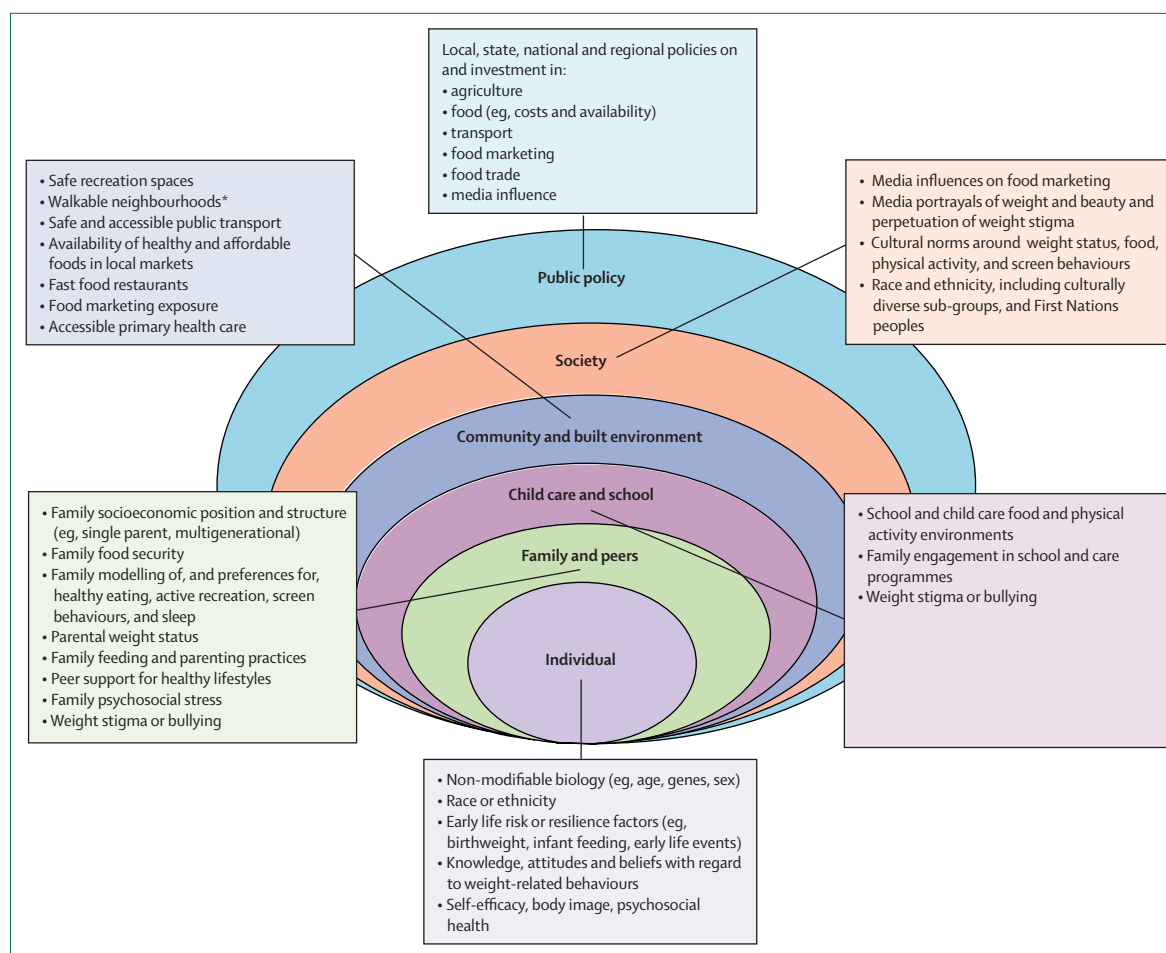 Local, state, national and regional policies on
and investment in:
• agriculture
• food (eg, costs and availability)
• transport
• food marketing
• food trade
• media influence
• Safe recreation spaces
• Walkable neighbourhoods*
• Safe and accessible public transport
• Availability of healthy and affordable
foods in local markets
• Fast food restaurants
• Food marketing exposure
• Accessible primary health care
• Media influences on food marketing
• Media portrayals of weight and beauty and
perpetuation of weight stigma
• Cultural norms around weight status, food,
physical activity, and screen behaviours
• Race and ethnicity, including culturally
diverse sub-groups, and First Nations
peoples
Public policy
Society
Community and built environment
Child care and school
Family and peers
Individual
• Family socioeconomic position and structure
(eg, single parent, multigenerational)
• Family food security
• Family modelling of, and preferences for,
healthy eating, active recreation, screen
behaviours, and sleep
• Parental weight status
• Family feeding and parenting practices
• Peer support for healthy lifestyles
• Family psychosocial stress
• Weight stigma or bullying
• School and child care food and physical
activity environments
• Family engagement in school and care
programmes
• Weight stigma or bullying
• Non-modifiable biology (eg, age, genes, sex)
• Race or ethnicity
• Early life risk or resilience factors (eg,
birthweight, infant feeding, early life events)
• Knowledge, attitudes and beliefs with regard
to weight-related behaviours
• Self-efficacy, body image, psychosocial
health